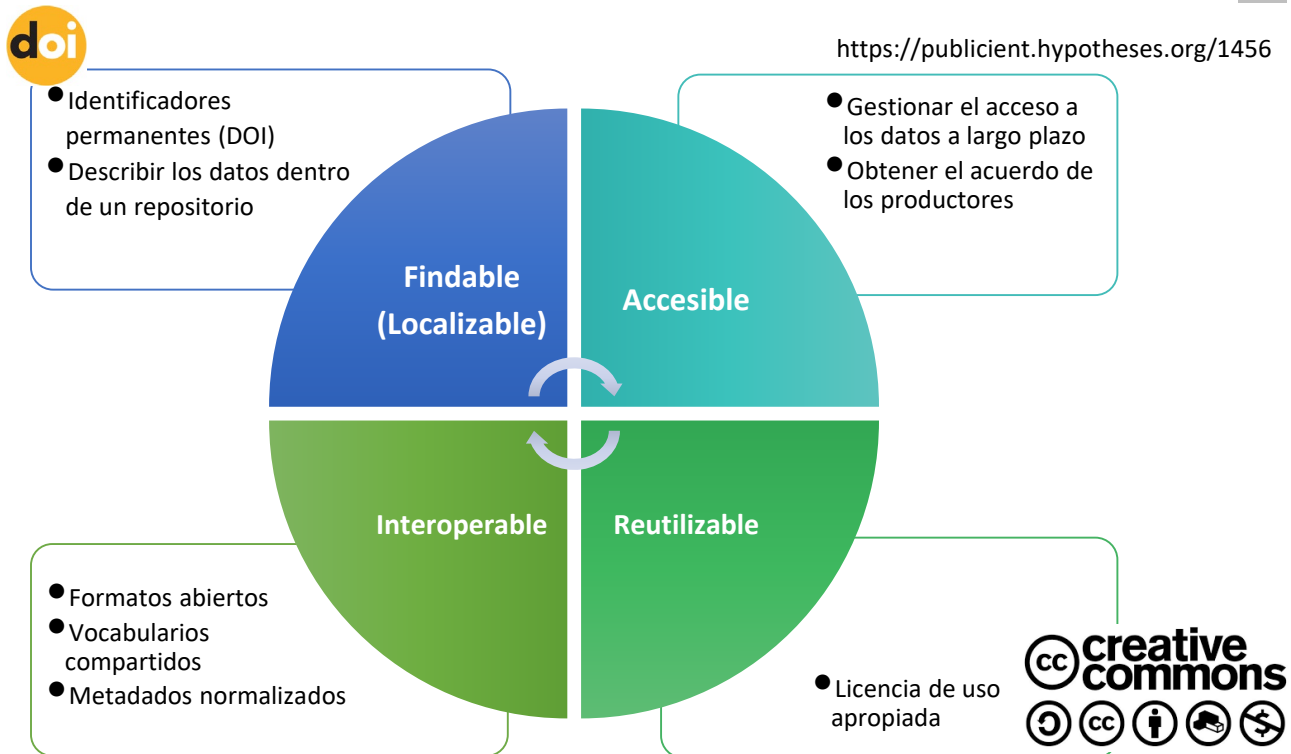 doi
https://publicient.hypotheses.org/1456
●Identificadores
permanentes (DOI)
●Describir los datos dentro
de un repositorio
●Gestionar el acceso a
los datos a largo plazo
●Obtener el acuerdo de
los productores
Findable
(Localizable)
Accesible
Interoperable
Reutilizable
●Formatos abiertos
●Vocabularios
compartidos
●Metadados normalizados
●Licencia de uso
apropiada
cc creative
commons
cc
$